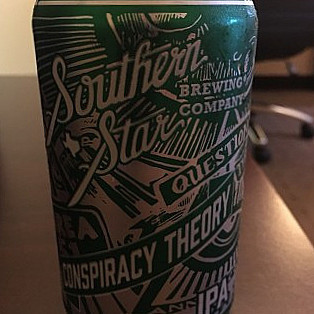 Southern
Star
BREWING
COMPANY
QUESTION
CONSPIRACY THEORY
IPA